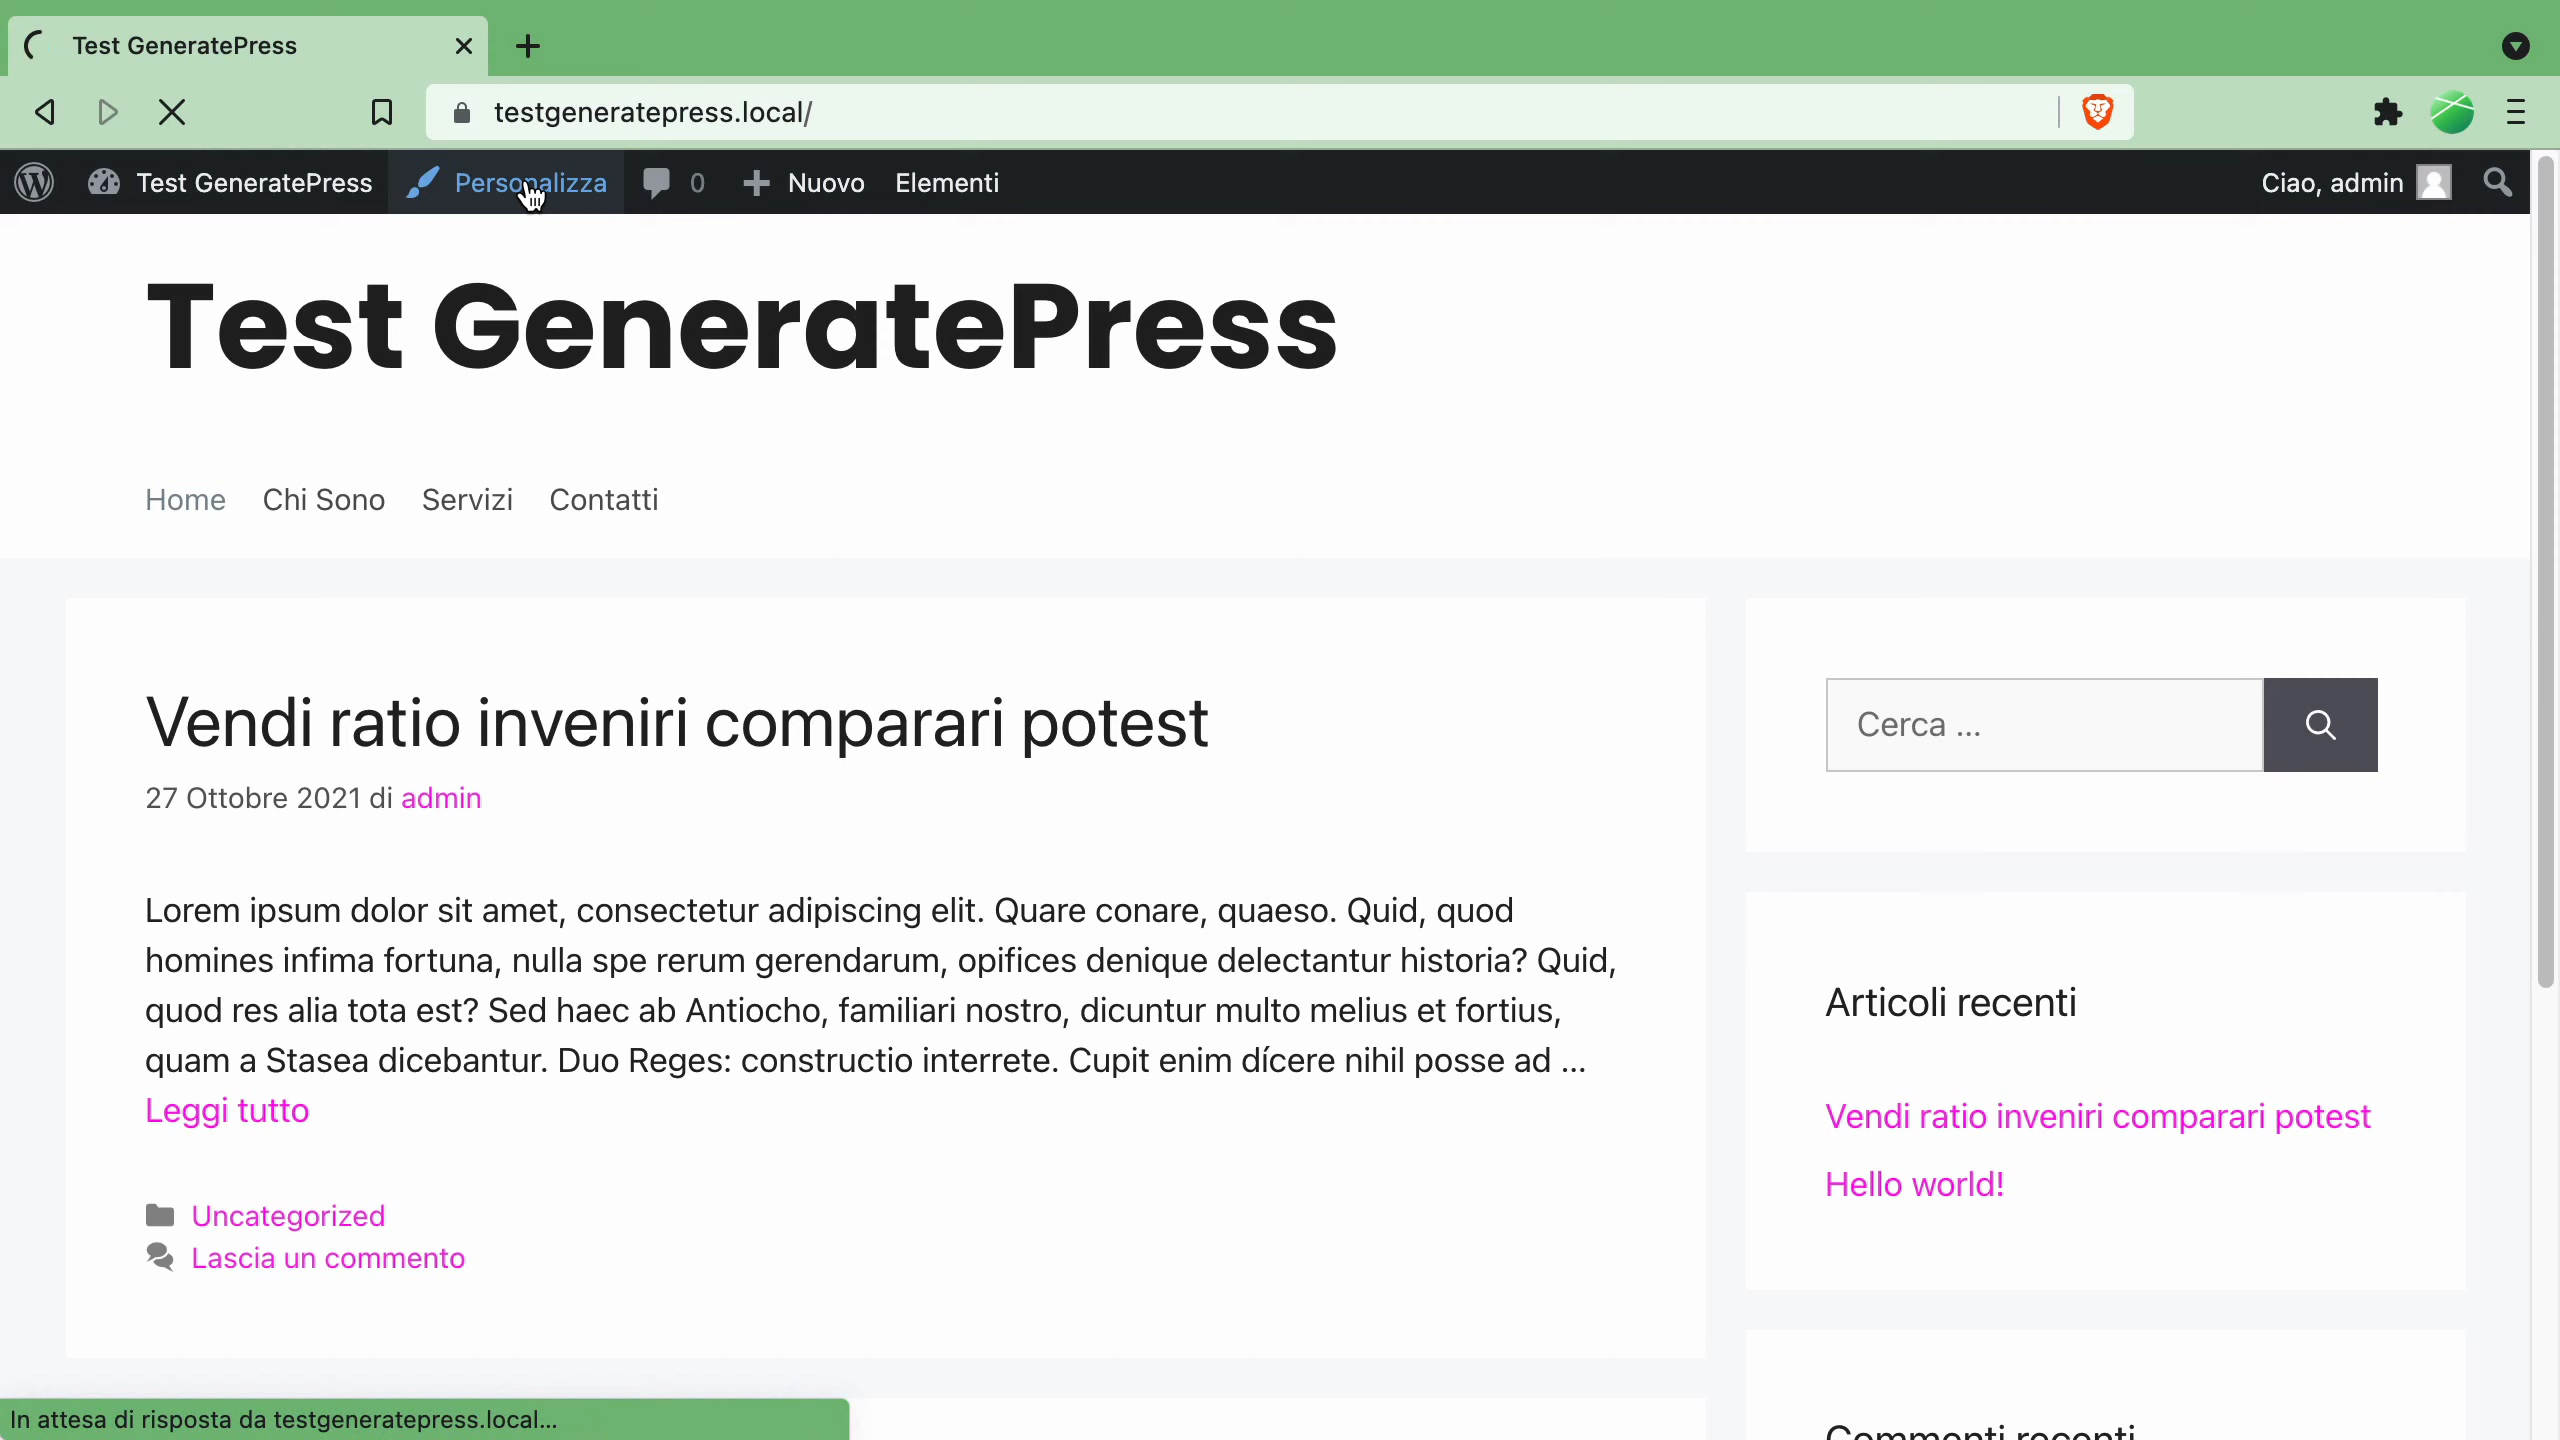 Test GeneratePress
testgeneratepress.local/
Test GeneratePress Personalizza 0 Nuovo Elementi Ciao, admin
Test GeneratePress
Home Chi Sono Servizi Contatti
Vendi ratio inveniri comparari potest
27 Ottobre 2021 di admin
Lorem ipsum dolor sit amet, consectetur adipiscing elit. Quare conare, quaeso. Quid, quod
homines infima fortuna, nulla spe rerum gerendarum, opifices denique delectantur historia? Quid,
quod res alia tota est? Sed haec ab Antiocho, familiari nostro, dicuntur multo melius et fortius,
quam a Stasea dicebantur. Duo Reges: constructio interrete. Cupit enim dícere nihil posse ad ...
Leggi tutto
Uncategorized
Lascia un commento
Cerca ...
Articoli recenti
Vendi ratio inveniri comparari potest
Hello world!
Commenti recenti
In attesa di risposta da testgeneratepress.local...